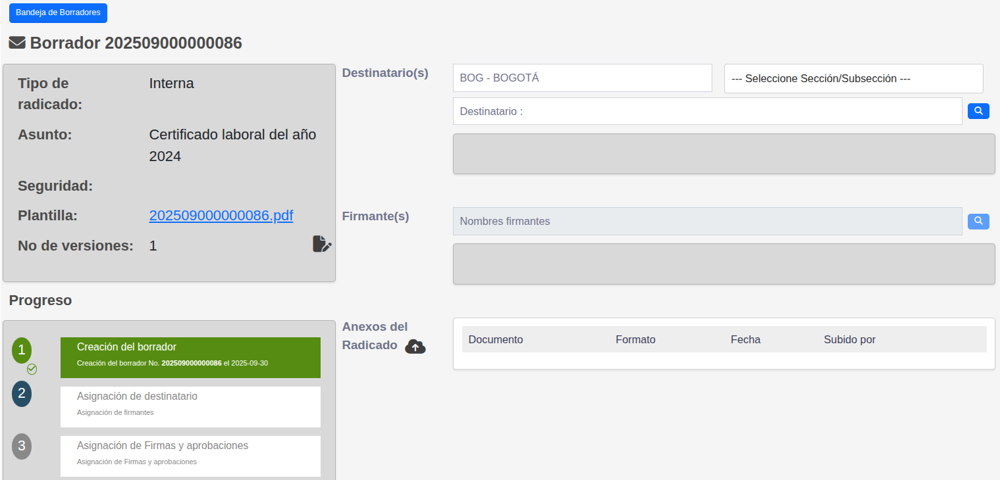 Bandeja de Borradores
Borrador 202509000000086
Tipo de radicado:
Interna
Asunto:
Certificado laboral del año 2024
Seguridad:
Plantilla:
202509000000086.pdf
No de versiones:
1
Progreso
1
Creación del borrador
Creación del borrador No. 202509000000086 el 2025-09-30
2
Asignación de destinatario
Asignación de firmantes
3
Asignación de Firmas y aprobaciones
Asignación de Firmas y aprobaciones
Destinatario(s)
BOG - BOGOTÁ
--- Seleccione Sección/Subsección ---
Destinatario :
Firmante(s)
Nombres firmantes
Anexos del
Radicado
Documento Formato Fecha Subido por